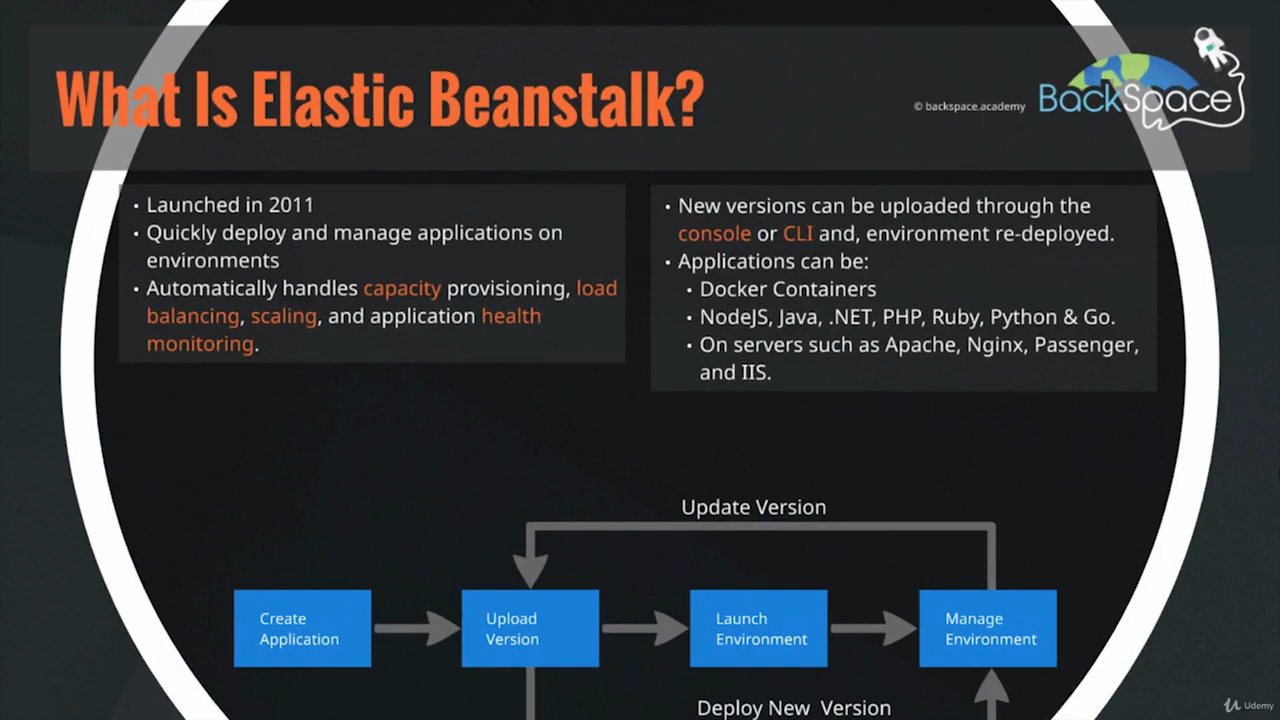 What Is Elastic Beanstalk?
© backspace.academy
BackSpace
• Launched in 2011
• Quickly deploy and manage applications on
environments
• Automatically handles capacity provisioning, load
balancing, scaling, and application health
monitoring.
• New versions can be uploaded through the
console or CLI and, environment re-deployed.
• Applications can be:
• Docker Containers
• NodeJS, Java, .NET, PHP, Ruby, Python & Go.
• On servers such as Apache, Nginx, Passenger,
and IIS.
Update Version
Create
Application
Upload
Version
Launch
Environment
Manage
Environment
Deploy New Version
Udemy